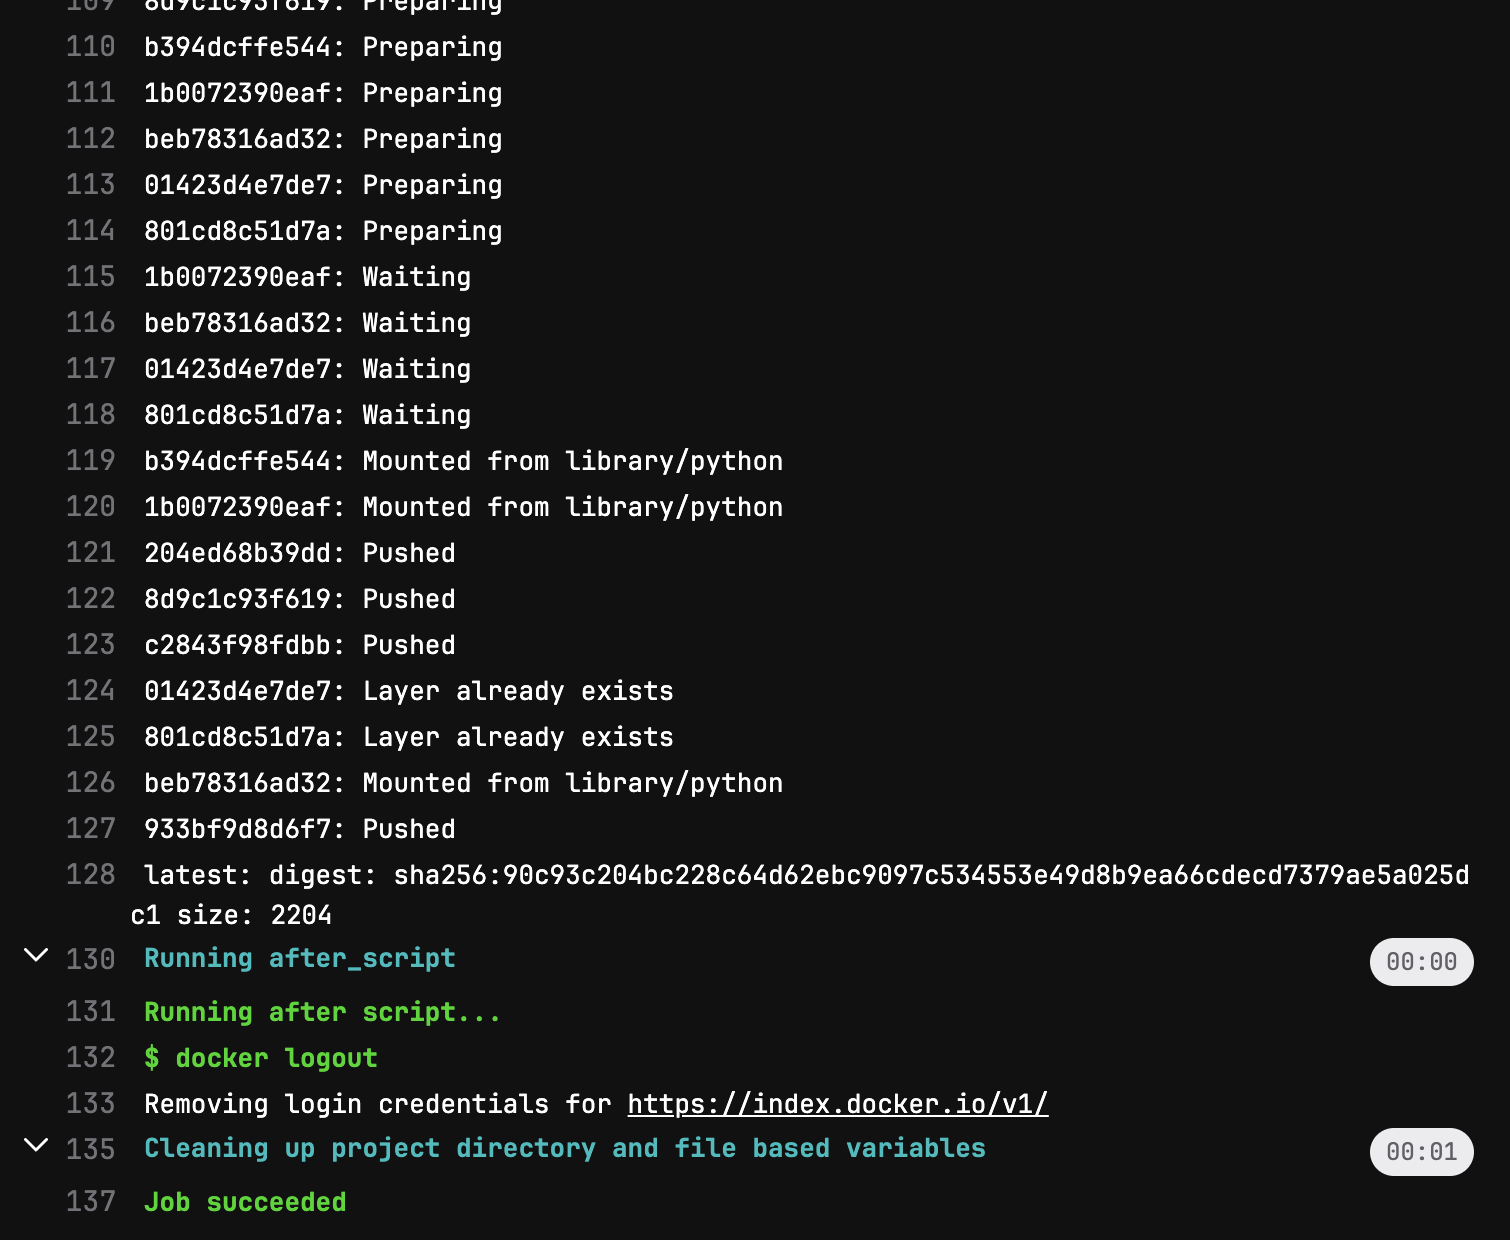 109 8d9c1c93f619: Preparing
110 b394dcffe544: Preparing
111 1b0072390eaf: Preparing
112 beb78316ad32: Preparing
113 01423d4e7de7: Preparing
114 801cd8c51d7a: Preparing
115 1b0072390eaf: Waiting
116 beb78316ad32: Waiting
117 01423d4e7de7: Waiting
118 801cd8c51d7a: Waiting
119 b394dcffe544: Mounted from library/python
120 1b0072390eaf: Mounted from library/python
121 204ed68b39dd: Pushed
122 8d9c1c93f619: Pushed
123 c2843f98fdbb: Pushed
124 01423d4e7de7: Layer already exists
125 801cd8c51d7a: Layer already exists
126 beb78316ad32: Mounted from library/python
127 933bf9d8d6f7: Pushed
128 latest: digest: sha256:90c93c204bc228c64d62ebc9097c534553e49d8b9ea66cdecd7379ae5a025d
c1 size: 2204
130 Running after_script 00:00
131 Running after script...
132 $ docker logout
133 Removing login credentials for https://index.docker.io/v1/
135 Cleaning up project directory and file based variables 00:01
137 Job succeeded